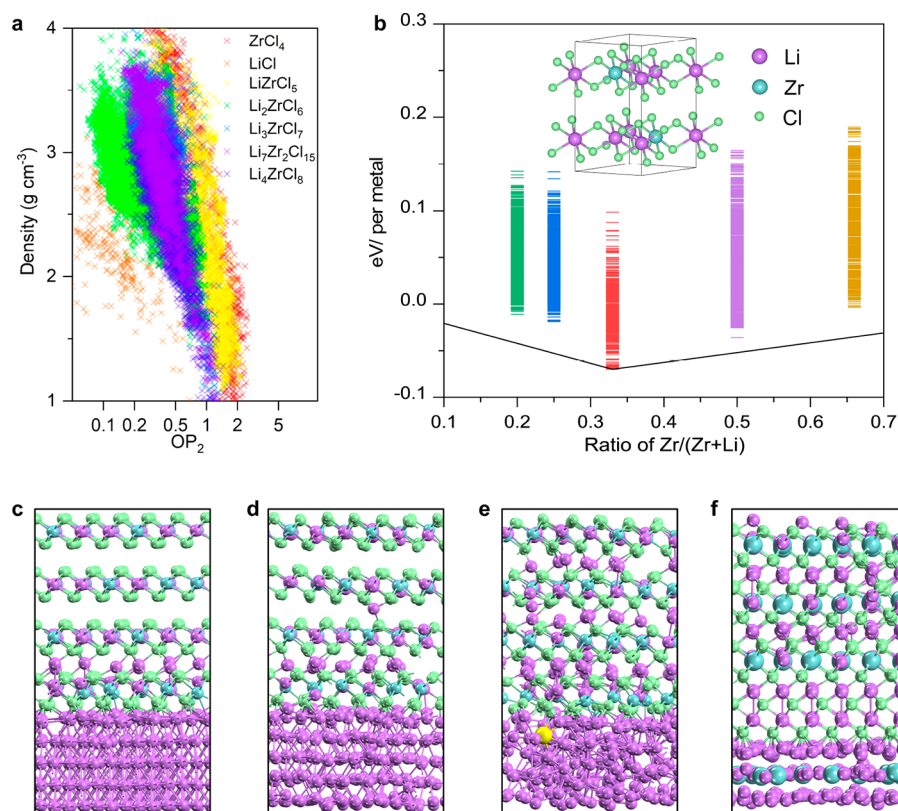 a
4
3
2
1
Density (g cm⁻³)
0.1 0.2 0.5 1 2 5
OP₂
ZrCl₄
LiCl
LiZrCl₅
Li₂ZrCl₆
Li₃ZrCl₇
Li₇Zr₂Cl₁₅
Li₄ZrCl₈
b
0.3
0.2
0.1
0.0
-0.1
eV/ per metal
0.1 0.2 0.3 0.4 0.5 0.6 0.7
Ratio of Zr/(Zr+Li)
Li
Zr
Cl
c
d
e
f